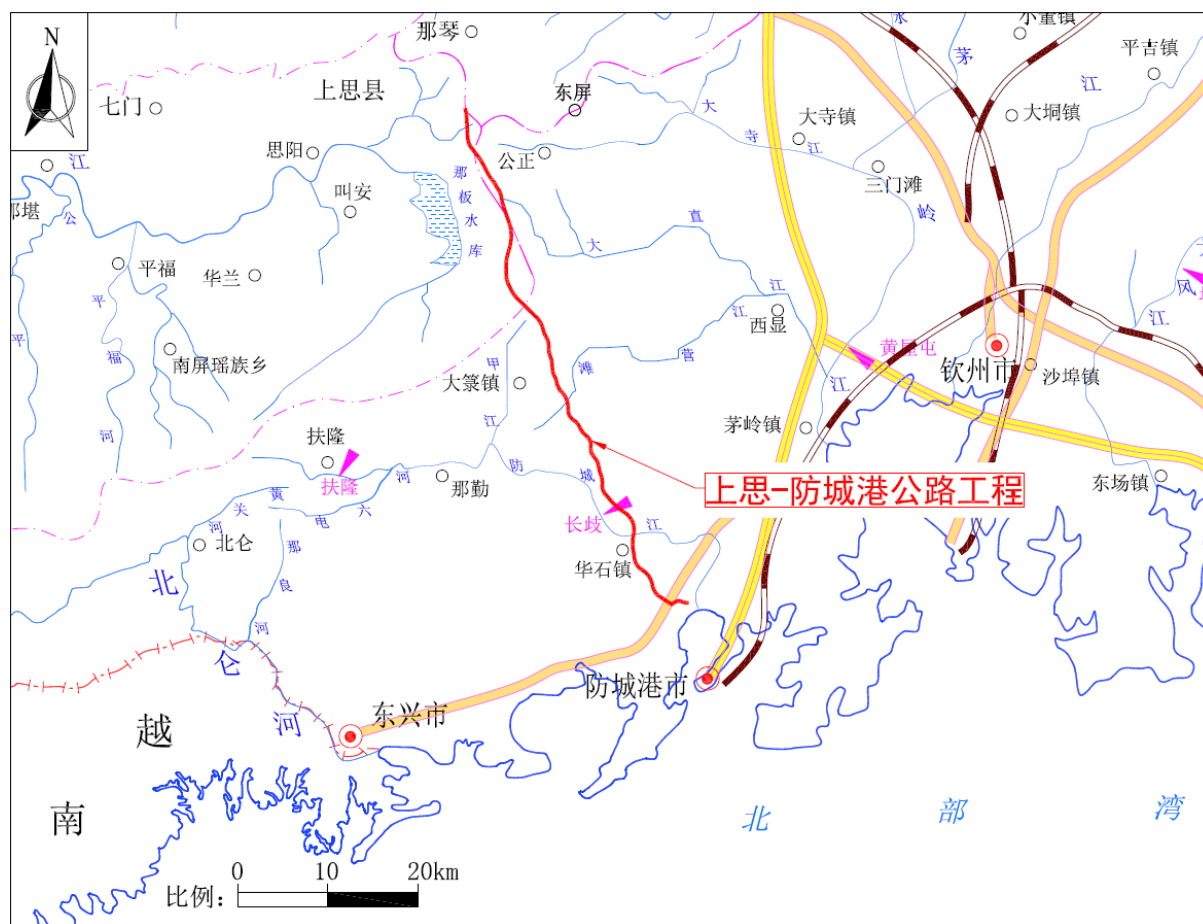 N
那琴
小董镇
平吉镇
上思县
七门
东屏
大寺镇
大垌镇
茅
江
大
寺
江
思阳
公正
三门滩
江
叫安
那
板
水
库
岭
公
平福
华兰
直
大
江
风
江
平
福
河
平
南屏瑶族乡
西显
江
营
滩
江
黄屋屯
钦州市
沙埠镇
甲
江
大箓镇
茅岭镇
扶隆
扶隆
河
那勤
防
城
江
上思-防城港公路工程
东场镇
长歧
华石镇
黄
关
河
六
电
那
良
河
北仑
北
仑
河
防城港市
东兴市
越
南
北
部
湾
比例：
0
10
20km